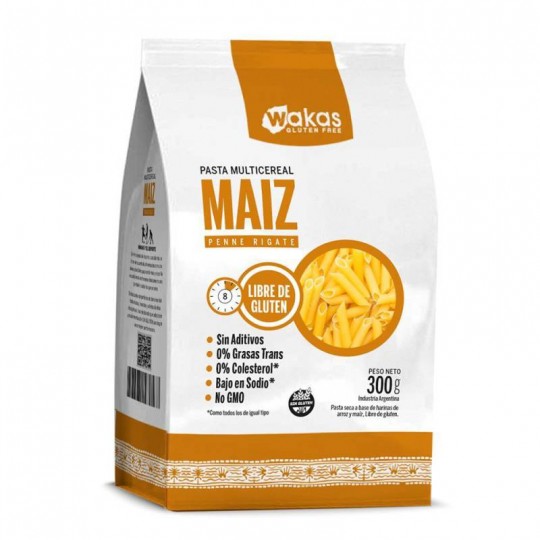 wakas
GLUTEN FREE
PASTA MULTICEREAL
MAIZ
PENNE RIGATE
8
LIBRE DE
GLUTEN
• Sin Aditivos
• 0% Grasas Trans
• 0% Colesterol*
• Bajo en Sodio*
• No GMO
*Como todos los de igual tipo
SIN GLUTEN
PESO NETO
300g
Industria Argentina
Pasta seca a base de harinas de
arroz y maíz, Libre de gluten.